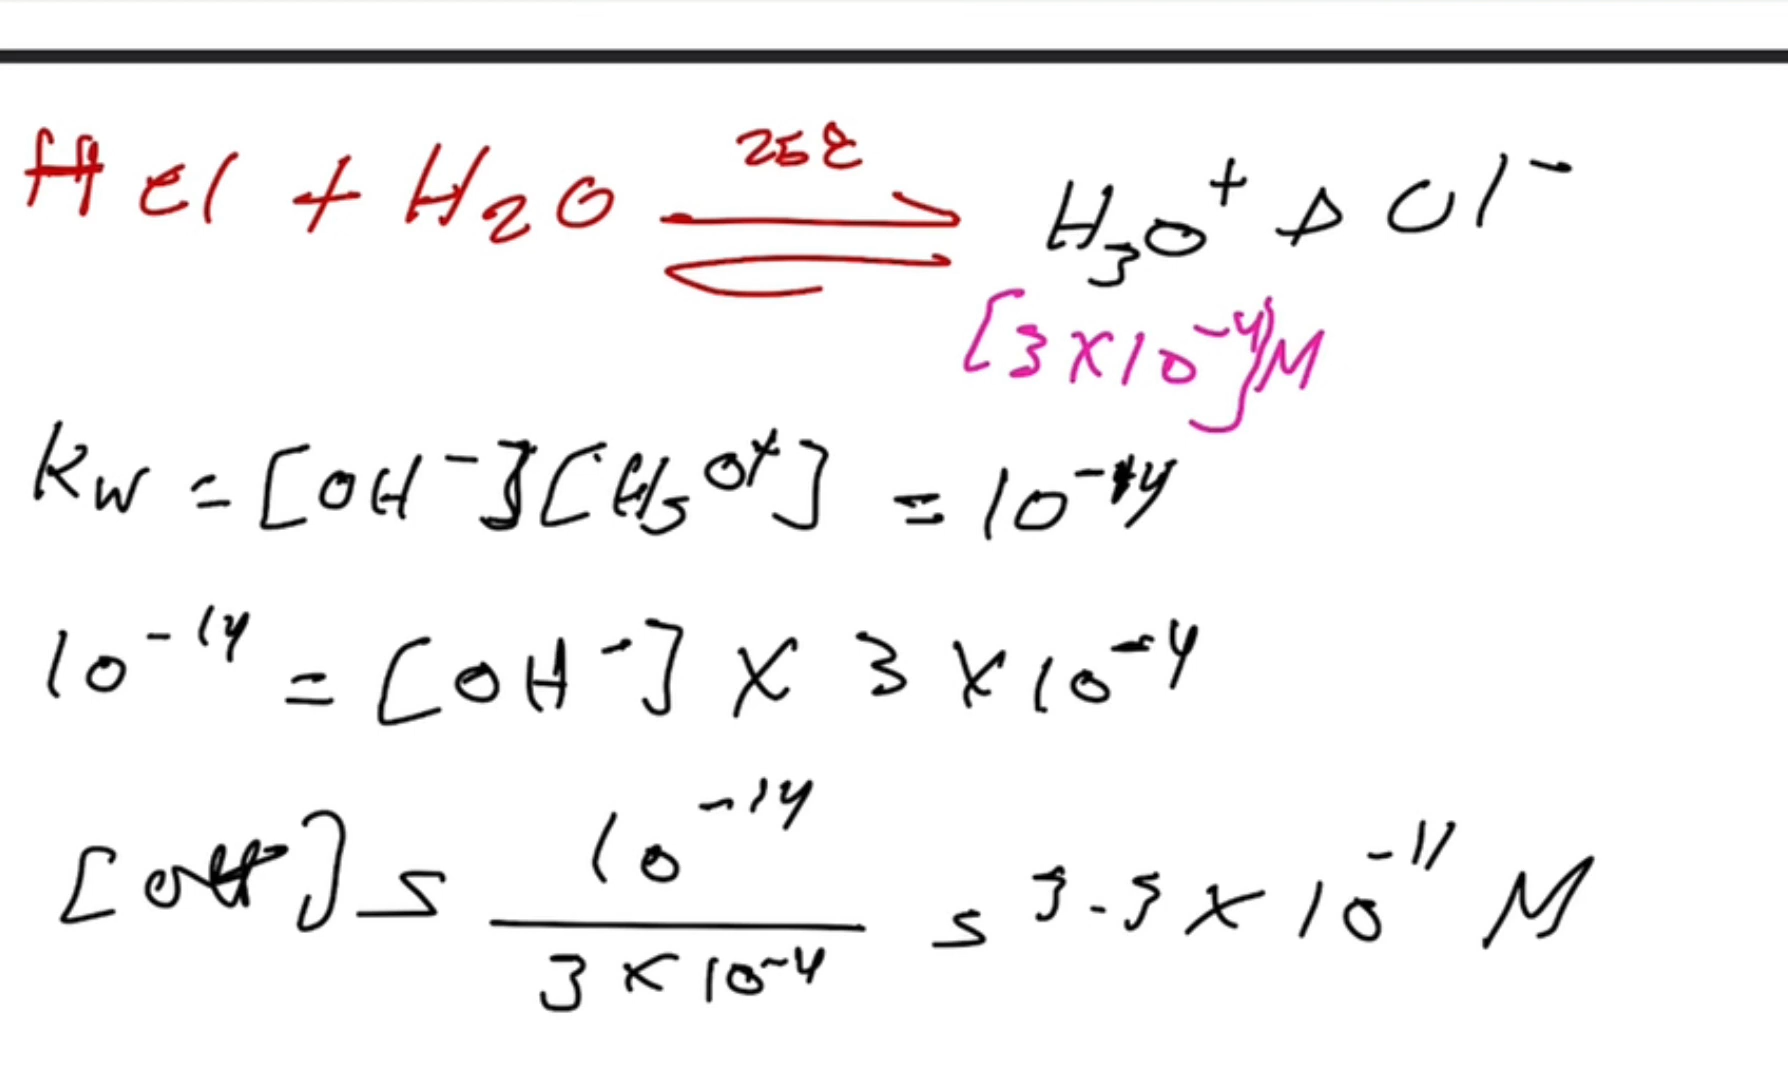 HCl + H2O ⇌ 25°C H3O+ + Cl-
[3×10^-4]M
Kw = [OH-][H3O+] = 10^-14
10^-14 = [OH-] × 3 × 10^-4
[OH-] = 10^-14 / 3 × 10^-4 = 3.3 × 10^-11 M